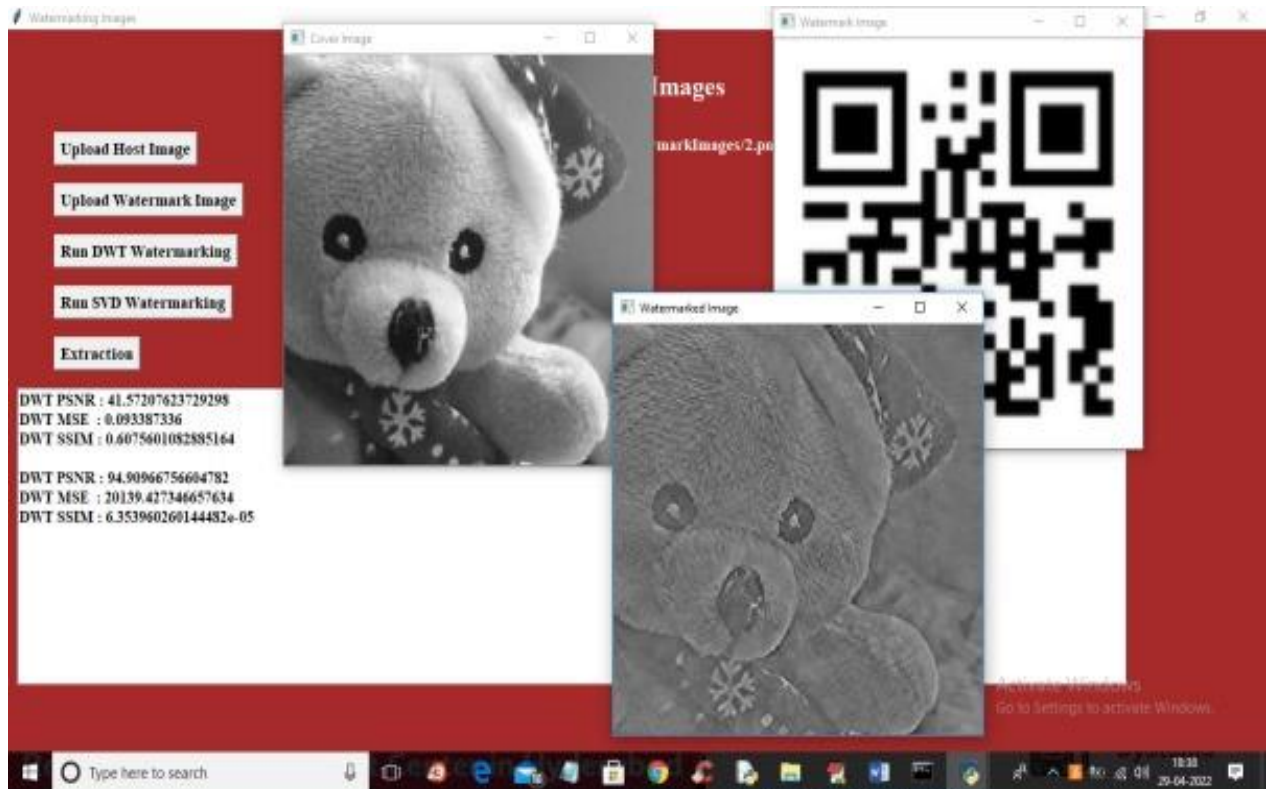 Watermarking Images
Cover Image
Watermark Image
Images
markImages/2.pn
Upload Host Image
Upload Watermark Image
Run DWT Watermarking
Run SVD Watermarking
Extraction
Watermarked Image
DWT PSNR : 41.57207623729298
DWT MSE : 0.093387336
DWT SSIM : 0.6075601082885164
DWT PSNR : 94.90966756604782
DWT MSE : 20139.427346657634
DWT SSIM : 6.353960260144482e-05
Activate Windows
Go to Settings to activate Windows.
Type here to search
18:38
29-04-2022